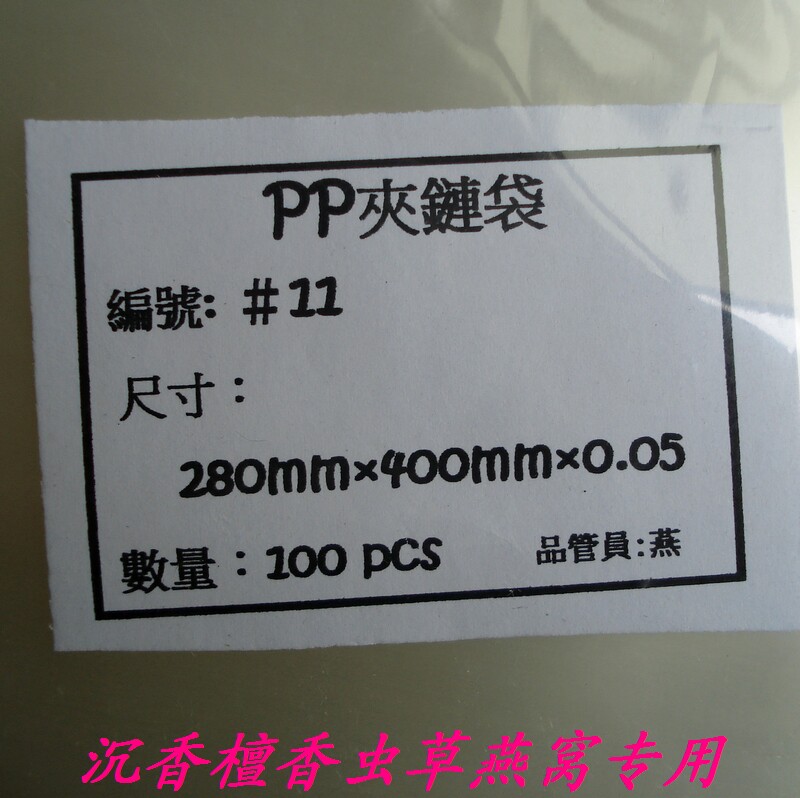 PP夾鏈袋
編號: #11
尺寸：
280mm×400mm×0.05
數量：100 PCS 品管員:燕
沉香檀香虫草燕窝专用